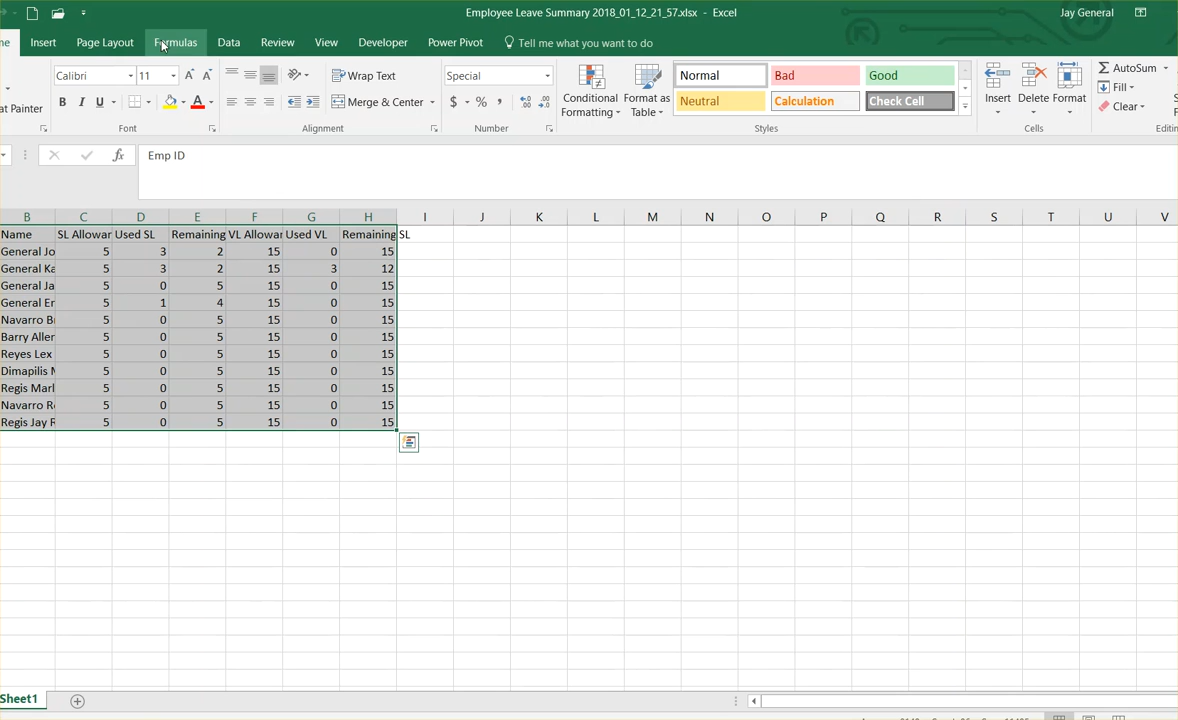 Employee Leave Summary 2018_01_12_21_57.xlsx - Excel
Jay General
me Insert Page Layout Formulas Data Review View Developer Power Pivot Tell me what you want to do
Calibri 11 Wrap Text Special Normal Bad Good AutoSum
at Painter B I U Merge & Center $ % , .0 .00 Conditional Formatting Format as Table Neutral Calculation Check Cell Insert Delete Format Fill Clear
Font Alignment Number Styles Cells Editin
fx Emp ID
B C D E F G H I J K L M N O P Q R S T U V
Name SL Allowar Used SL Remaining VL Allowar Used VL Remaining SL
General Jo 5 3 2 15 0 15
General Ka 5 3 2 15 3 12
General Ja 5 0 5 15 0 15
General Er 5 1 4 15 0 15
Navarro B 5 0 5 15 0 15
Barry Aller 5 0 5 15 0 15
Reyes Lex 5 0 5 15 0 15
Dimapilis M 5 0 5 15 0 15
Regis Marl 5 0 5 15 0 15
Navarro R 5 0 5 15 0 15
Regis Jay R 5 0 5 15 0 15
Sheet1